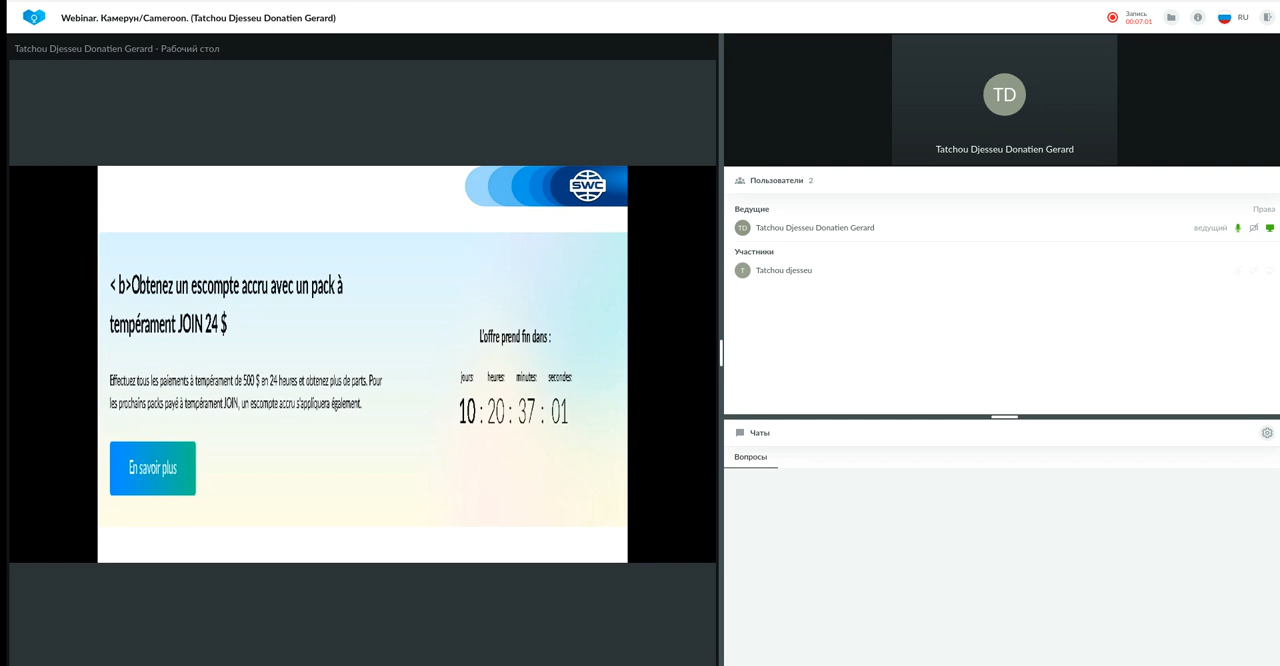 Webinar. Камерун/Cameroon. (Tatchou Djesseu Donatien Gerard)
Запись
00:07:01
RU
Tatchou Djesseu Donatien Gerard - Рабочий стол
SWC
< b>Obtenez un escompte accru avec un pack à
tempérament JOIN 24 $
Effectuez tous les paiements à tempérament de 500 $ en 24 heures et obtenez plus de parts. Pour
les prochains packs payé à tempérament JOIN, un escompte accru s'appliquera également.
En savoir plus
L'offre prend fin dans :
jours: heures: minutes: secondes:
10 : 20 : 37 : 01
TD
Tatchou Djesseu Donatien Gerard
Пользователи 2
Ведущие Права
TD Tatchou Djesseu Donatien Gerard ведущий
Участники
T Tatchou djesseu
Чаты
Вопросы